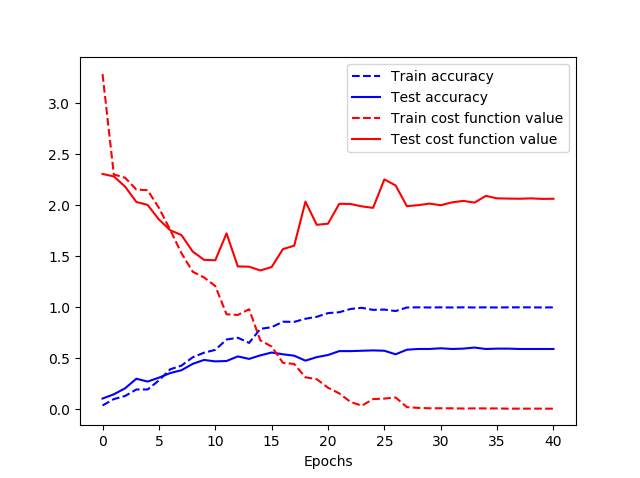 Train accuracy
Test accuracy
Train cost function value
Test cost function value
3.0
2.5
2.0
1.5
1.0
0.5
0.0
0 5 10 15 20 25 30 35 40
Epochs